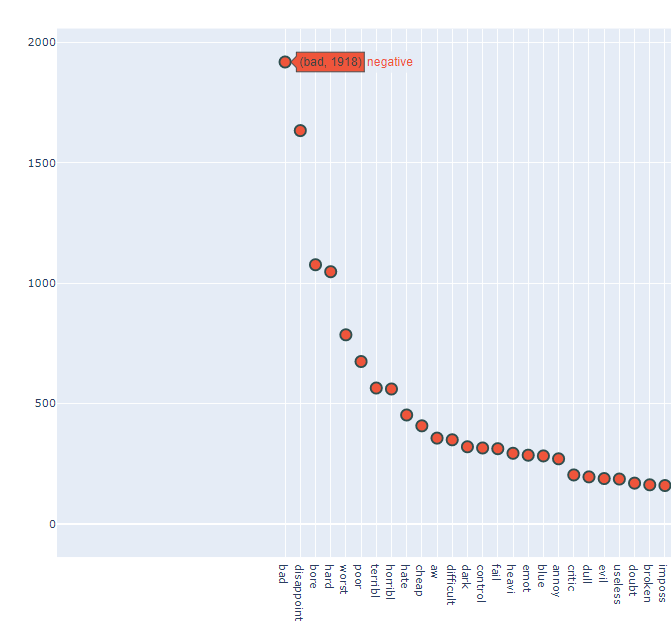 2000
(bad, 1918) negative
1500
1000
500
0
bad
disappoint
bore
hard
worst
poor
terribl
horribl
hate
cheap
aw
difficult
dark
control
fail
heavi
emot
blue
annoy
critic
dull
evil
useless
doubt
broken
imposs